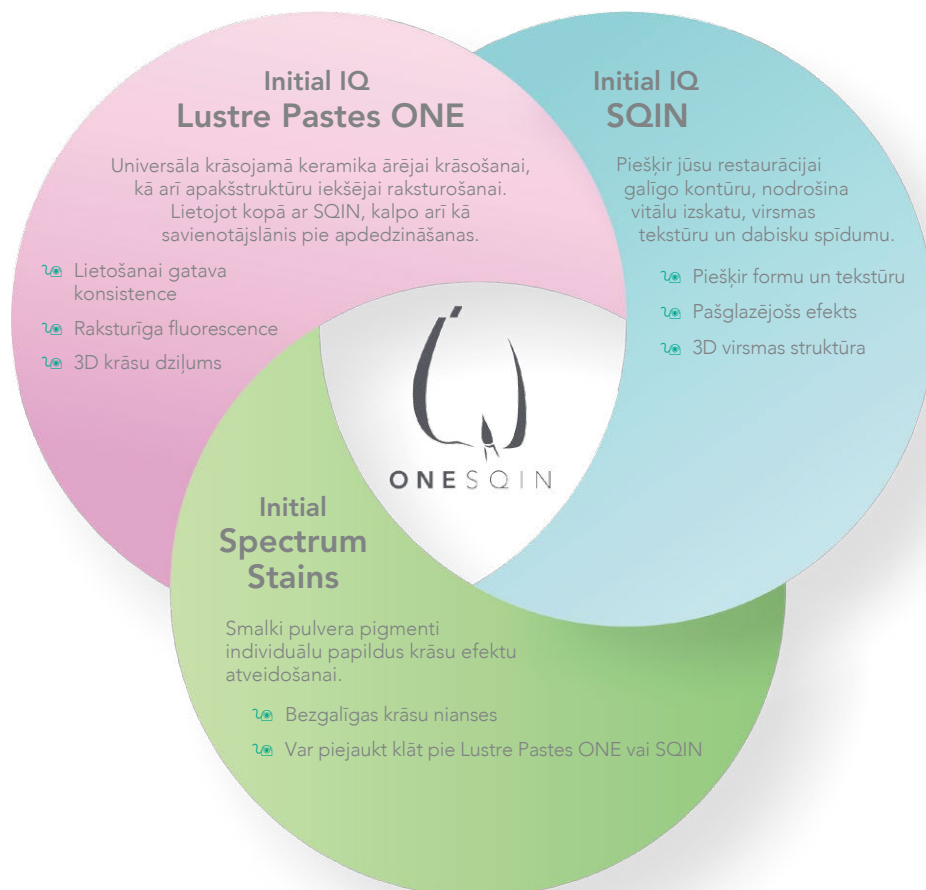 Initial IQ
Lustre Pastes ONE
Universāla krāsojamā keramika ārējai krāsošanai,
kā arī apakšstruktūru iekšējai raksturošanai.
Lietojot kopā ar SQIN, kalpo arī kā
savienotājslānis pie apdedzināšanas.
Lietošanai gatava
konsistence
Raksturīga fluorescence
3D krāsu dziļums
Initial IQ
SQIN
Piešķir jūsu restaurācijai
galīgo kontūru, nodrošina
vitālu izskatu, virsmas
tekstūru un dabisku spīdumu.
Piešķir formu un tekstūru
Pašglazējošs efekts
3D virsmas struktūra
ONESQIN
Initial
Spectrum
Stains
Smalki pulvera pigmenti
individuālu papildus krāsu efektu
atveidošanai.
Bezgalīgas krāsu nianses
Var piejaukt klāt pie Lustre Pastes ONE vai SQIN